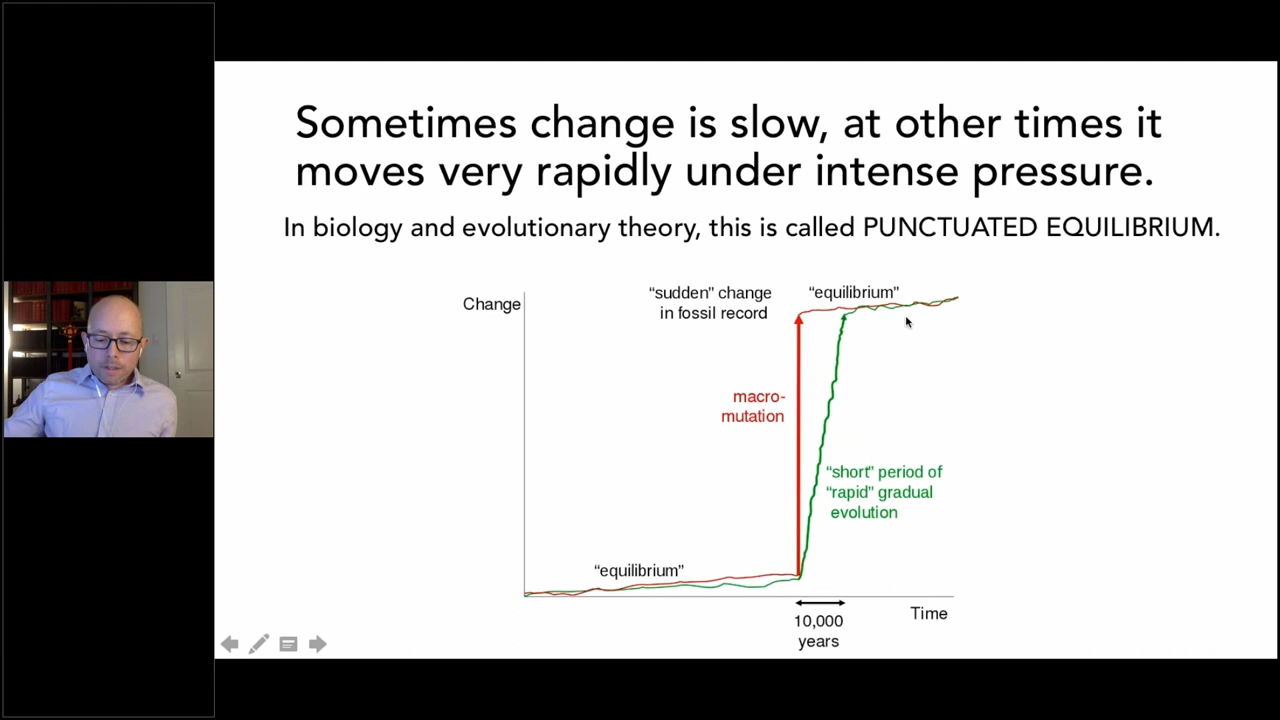 Sometimes change is slow, at other times it
moves very rapidly under intense pressure.
In biology and evolutionary theory, this is called PUNCTUATED EQUILIBRIUM.
Change
“sudden” change
in fossil record
“equilibrium”
macro-
mutation
“short” period of
“rapid” gradual
evolution
“equilibrium”
10,000
years
Time